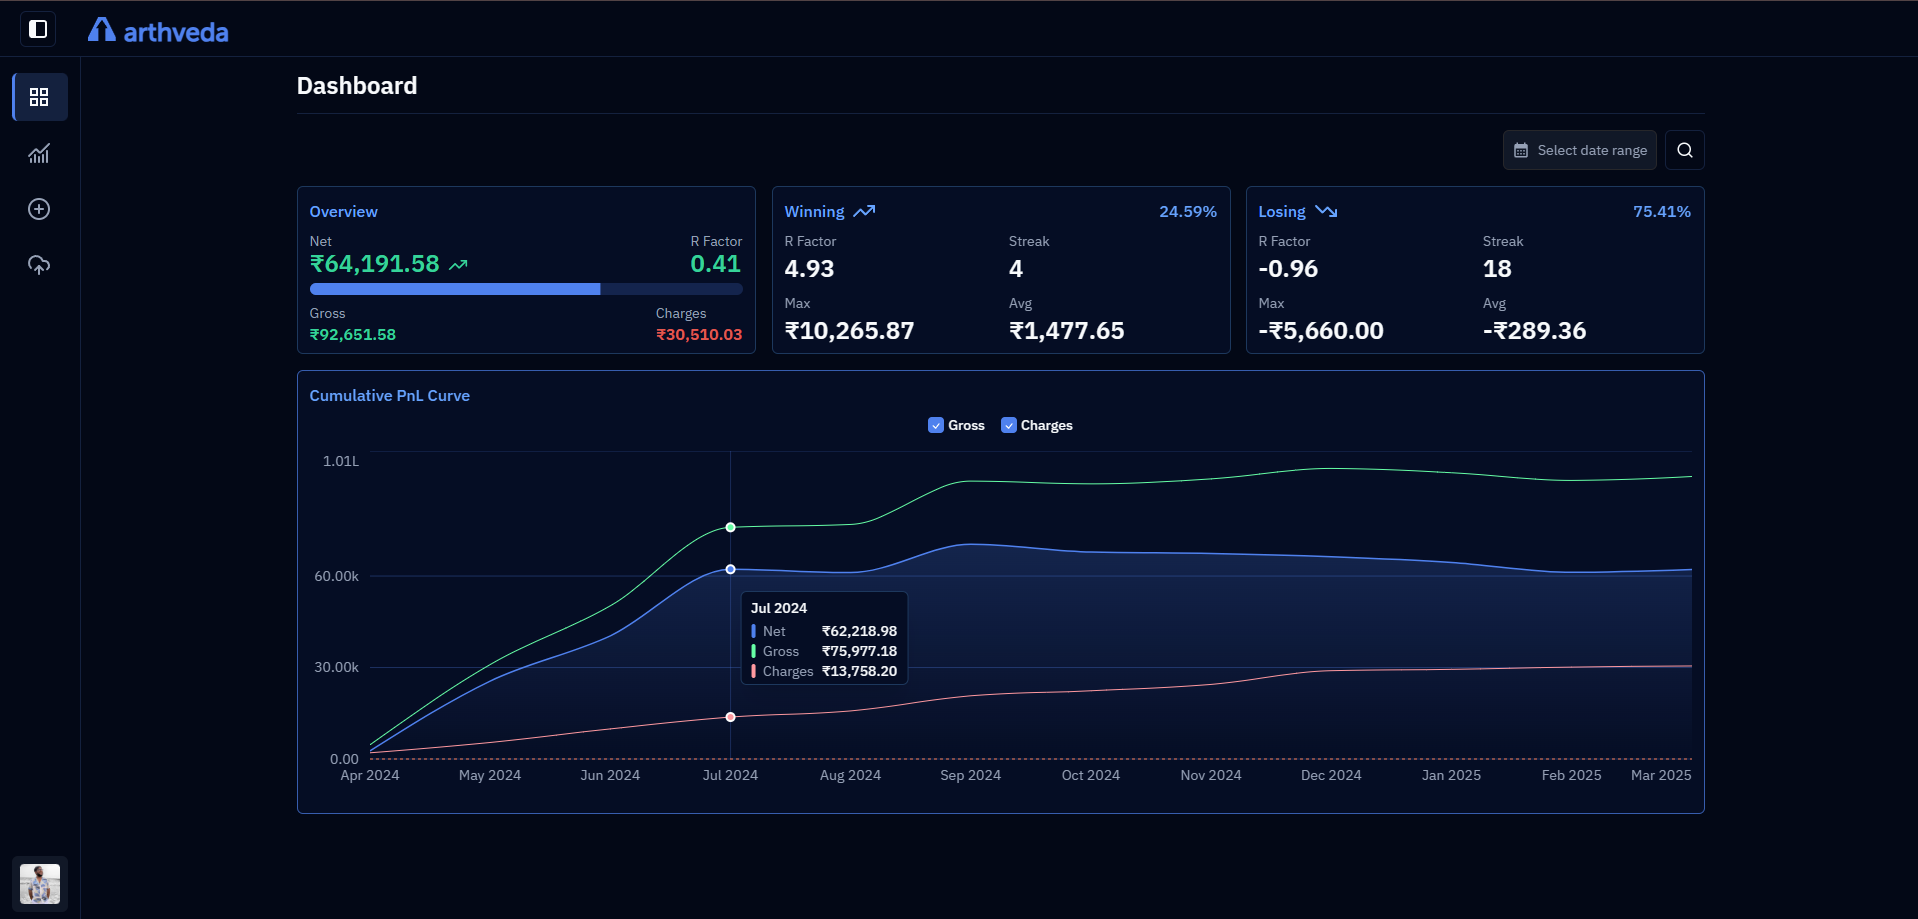 arthveda
Dashboard
Select date range
Overview
Net
R Factor
₹64,191.58
0.41
Gross
Charges
₹92,651.58
₹30,510.03
Winning
24.59%
R Factor
Streak
4.93
4
Max
Avg
₹10,265.87
₹1,477.65
Losing
75.41%
R Factor
Streak
-0.96
18
Max
Avg
-₹5,660.00
-₹289.36
Cumulative PnL Curve
Gross
Charges
1.01L
60.00k
30.00k
0.00
Jul 2024
Net ₹62,218.98
Gross ₹75,977.18
Charges ₹13,758.20
Apr 2024
May 2024
Jun 2024
Jul 2024
Aug 2024
Sep 2024
Oct 2024
Nov 2024
Dec 2024
Jan 2025
Feb 2025
Mar 2025